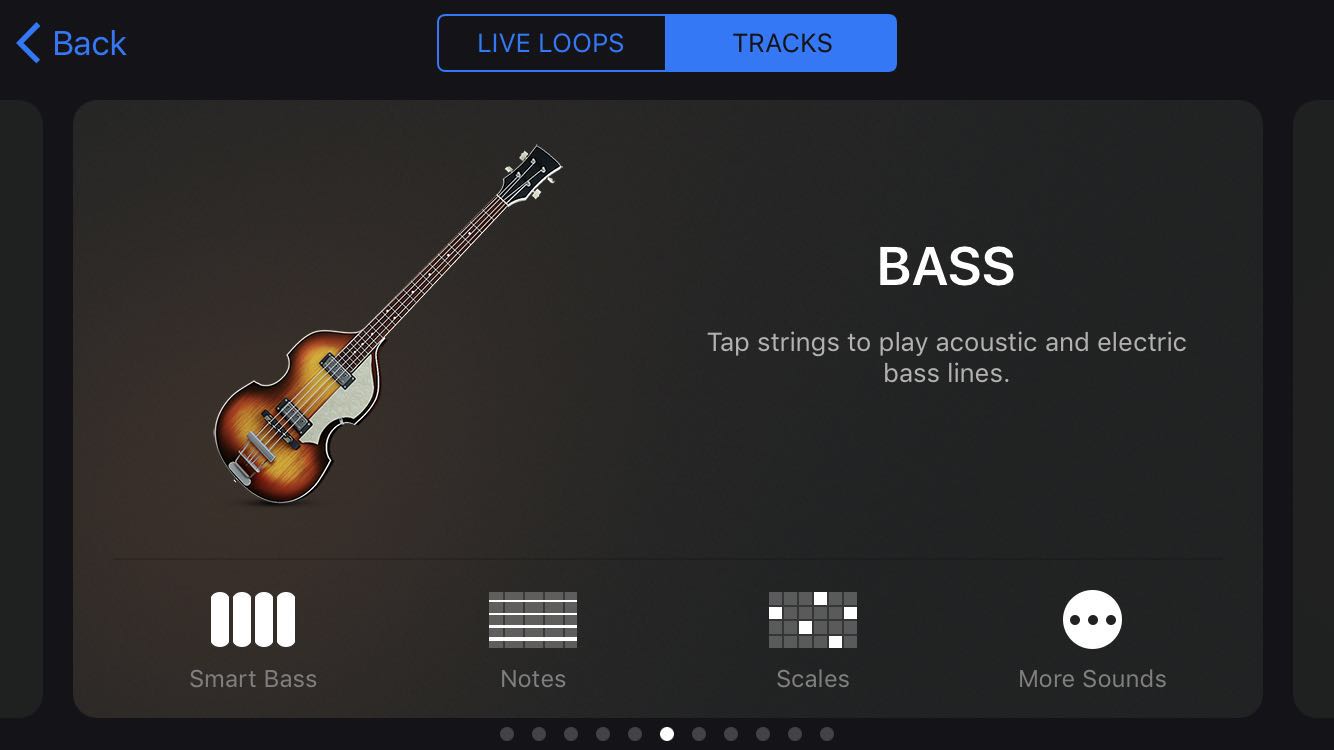 Back
LIVE LOOPS
TRACKS
BASS
Tap strings to play acoustic and electric
bass lines.
Smart Bass
Notes
Scales
More Sounds